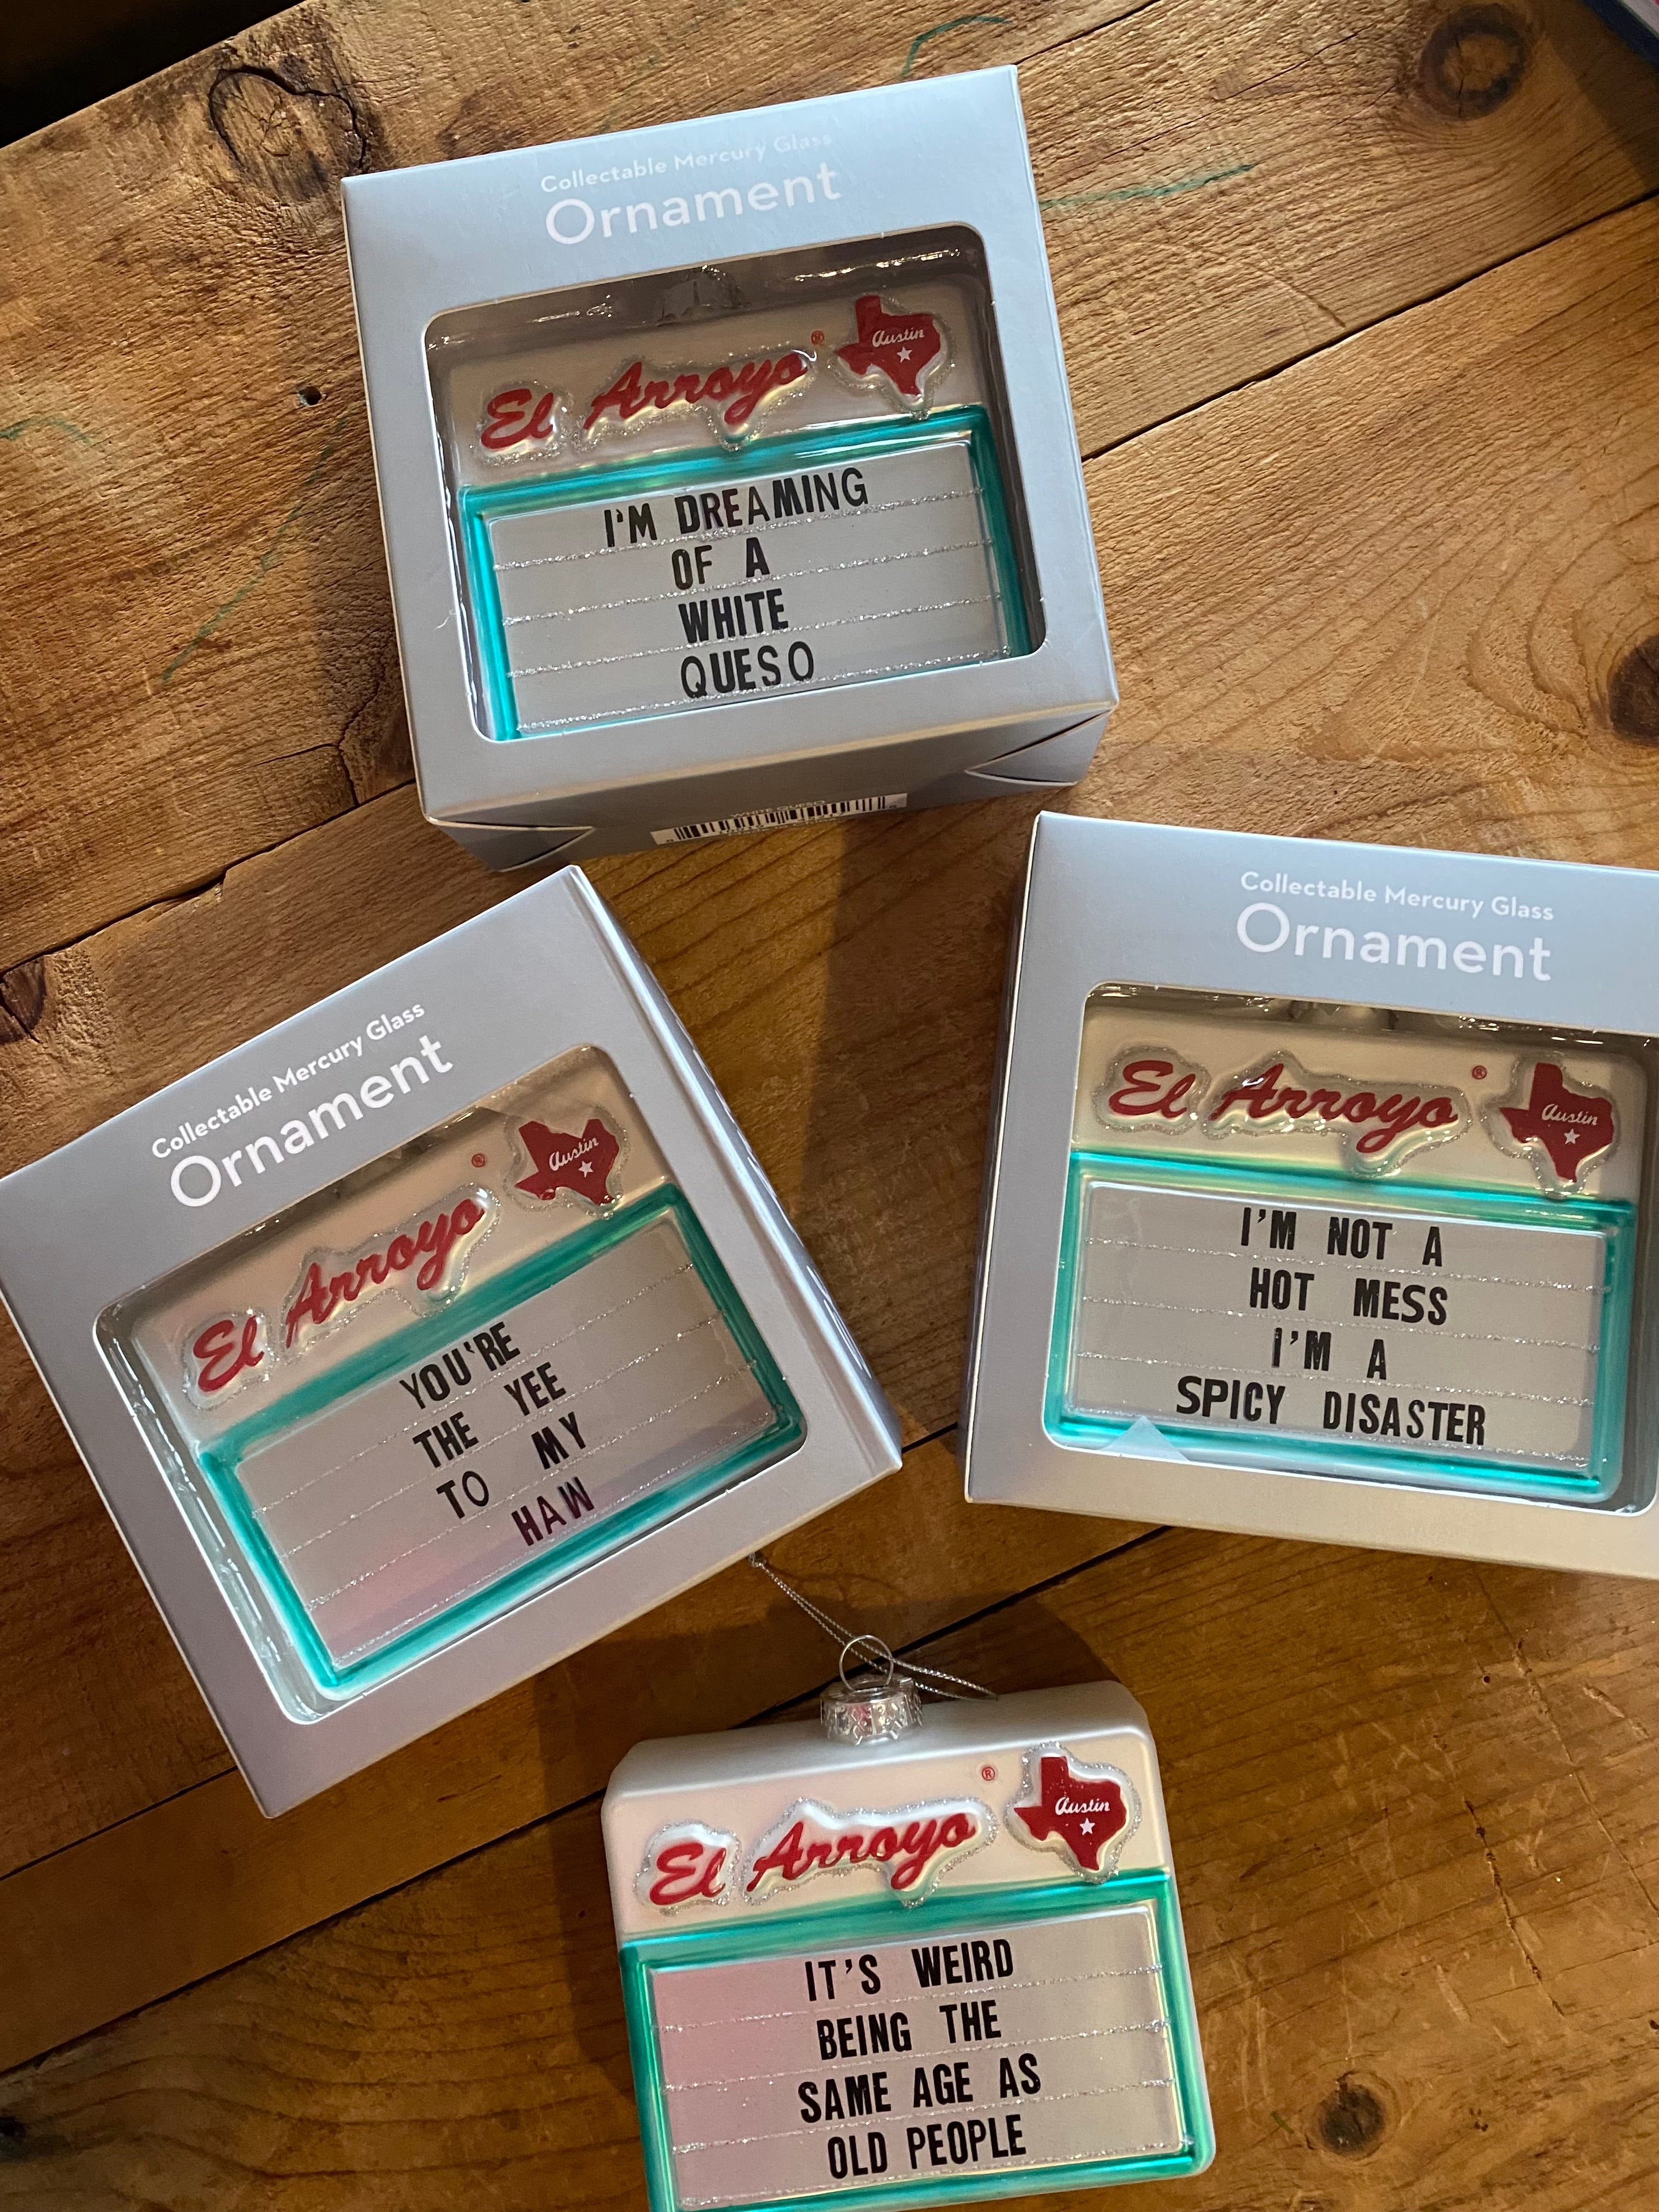 Collectable Mercury Glass
Ornament
El Arroyo®
Austin
I'M DREAMING
OF A
WHITE
QUESO
WHITE QUESO
Collectable Mercury Glass
Ornament
El Arroyo®
Austin
YOU'RE
THE YEE
TO MY
HAW
Collectable Mercury Glass
Ornament
El Arroyo®
Austin
I'M NOT A
HOT MESS
I'M A
SPICY DISASTER
El Arroyo®
Austin
IT'S WEIRD
BEING THE
SAME AGE AS
OLD PEOPLE